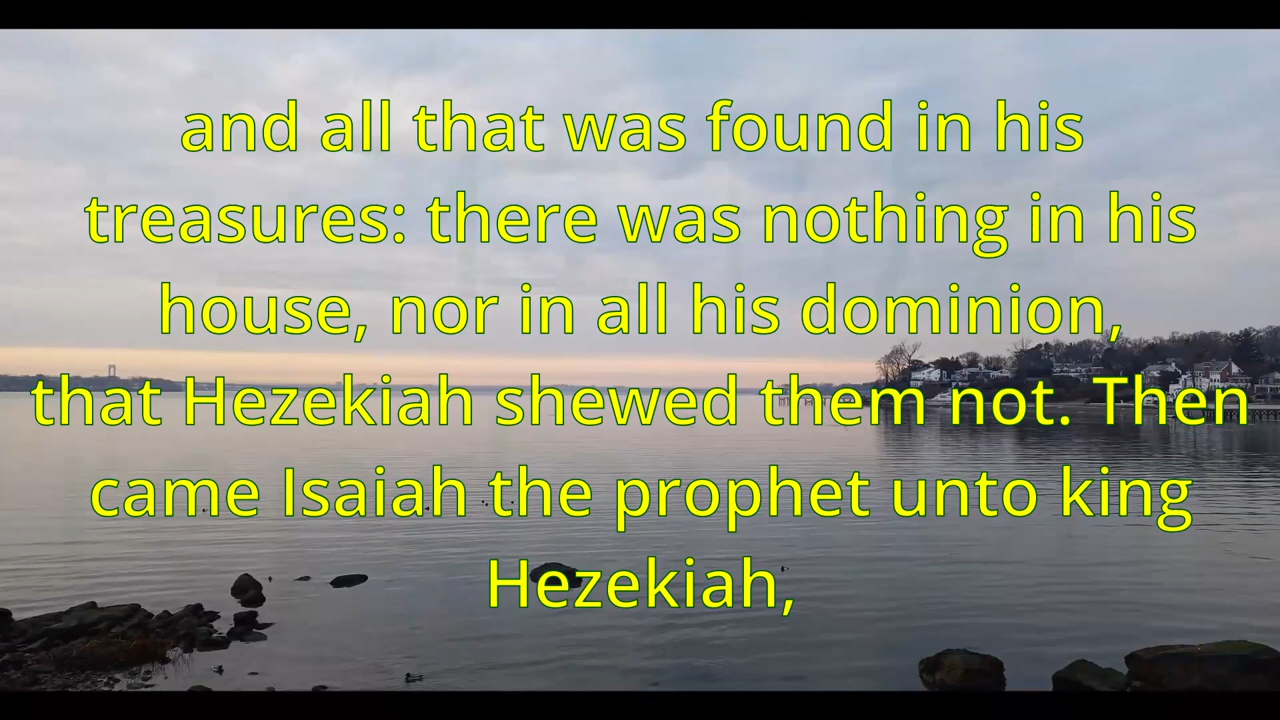 and all that was found in his
treasures: there was nothing in his
house, nor in all his dominion,
that Hezekiah shewed them not. Then
came Isaiah the prophet unto king
Hezekiah,